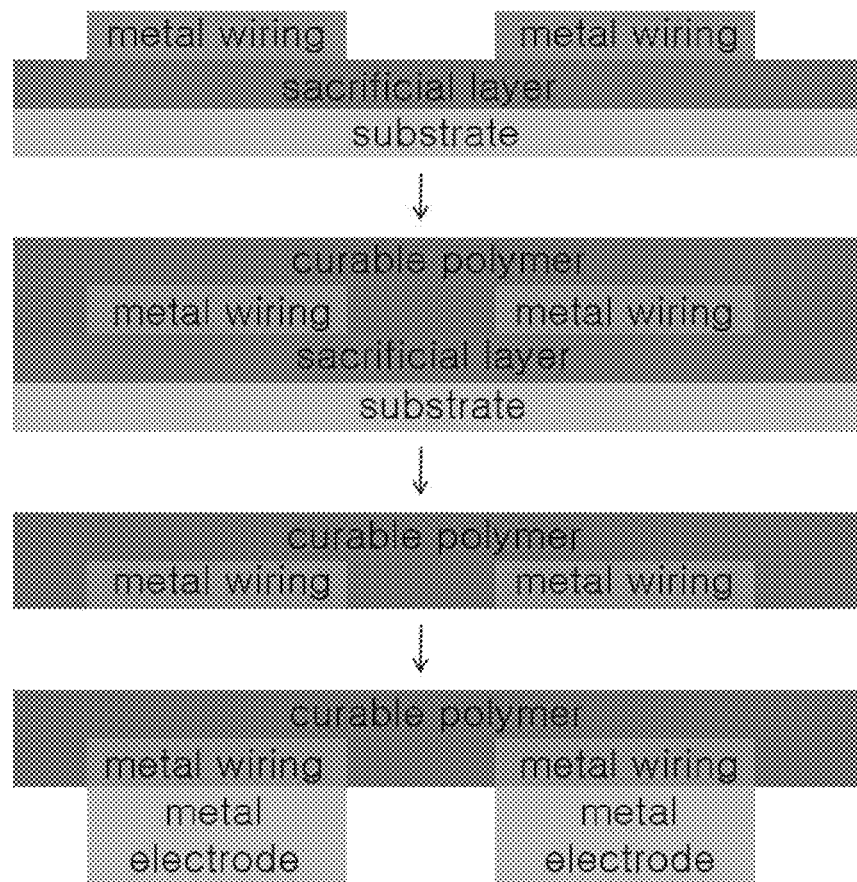 metal wiring metal wiring
sacrificial layer
substrate
curable polymer
metal wiring metal wiring
sacrificial layer
substrate
curable polymer
metal wiring metal wiring
curable polymer
metal wiring metal wiring
metal metal
electrode electrode